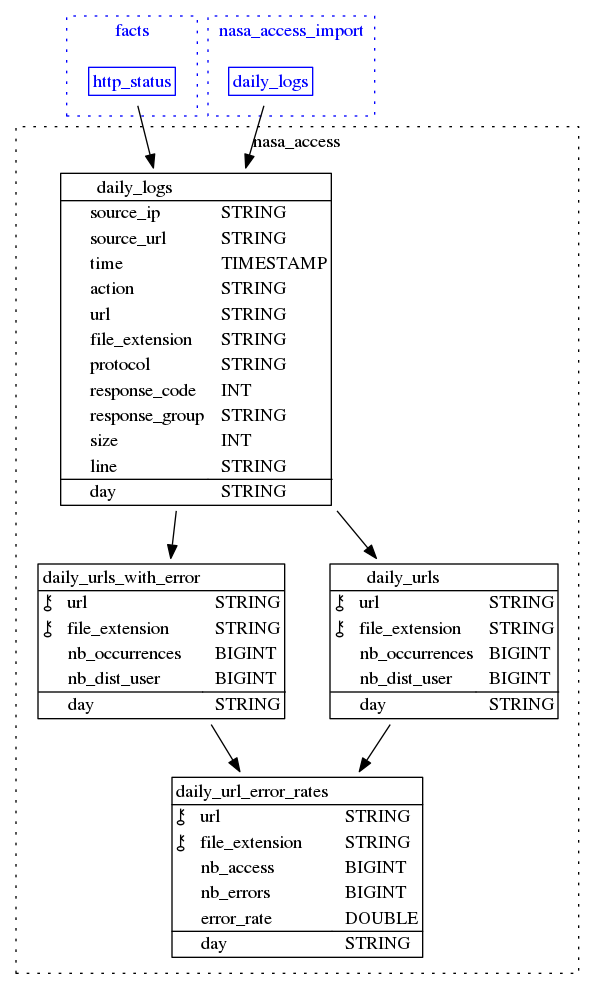 facts
nasa_access_import
http_status
daily_logs
nasa_access
daily_logs
source_ip STRING
source_url STRING
time TIMESTAMP
action STRING
url STRING
file_extension STRING
protocol STRING
response_code INT
response_group STRING
size INT
line STRING
day STRING
daily_urls_with_error
url STRING
file_extension STRING
nb_occurrences BIGINT
nb_dist_user BIGINT
day STRING
daily_urls
url STRING
file_extension STRING
nb_occurrences BIGINT
nb_dist_user BIGINT
day STRING
daily_url_error_rates
url STRING
file_extension STRING
nb_access BIGINT
nb_errors BIGINT
error_rate DOUBLE
day STRING